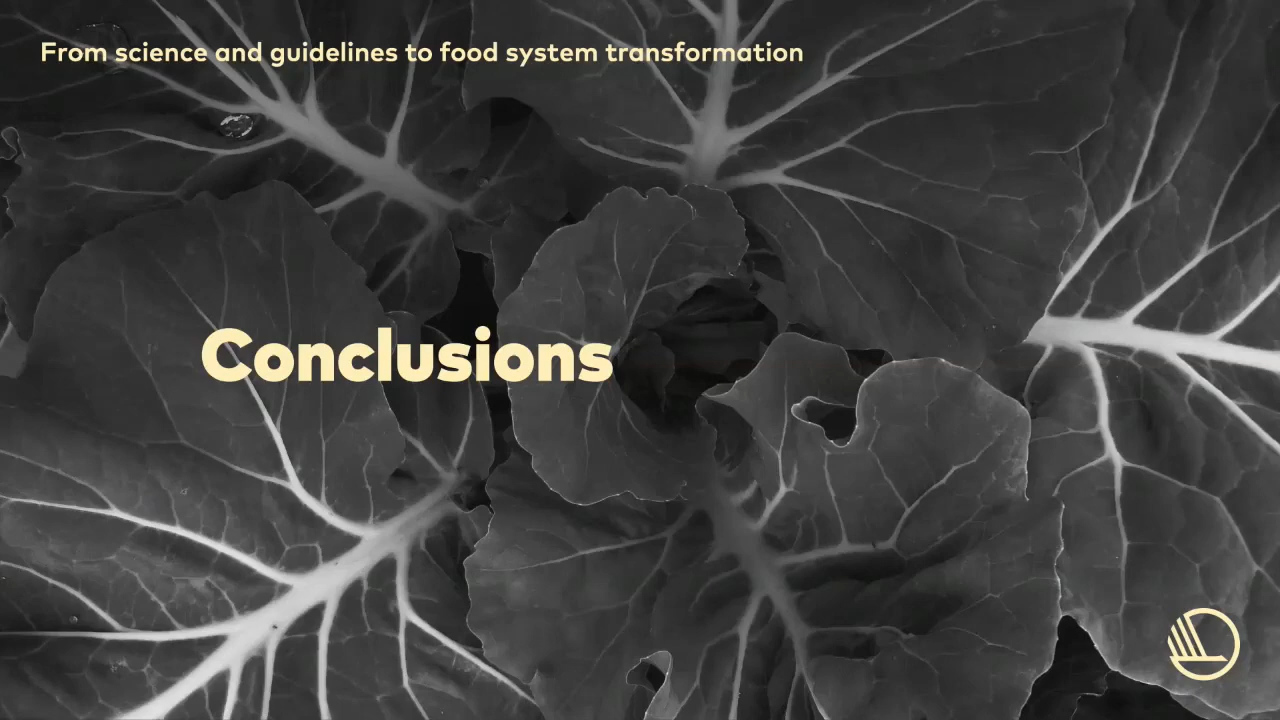 From science and guidelines to food system transformation
Conclusions